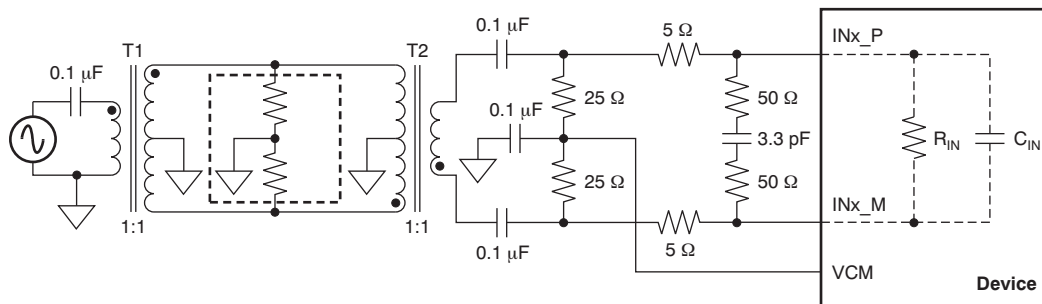 0.1 μF
T1
1:1
T2
1:1
0.1 μF
0.1 μF
0.1 μF
25 Ω
25 Ω
5 Ω
5 Ω
50 Ω
3.3 pF
50 Ω
INx_P
R_IN
C_IN
INx_M
VCM
Device